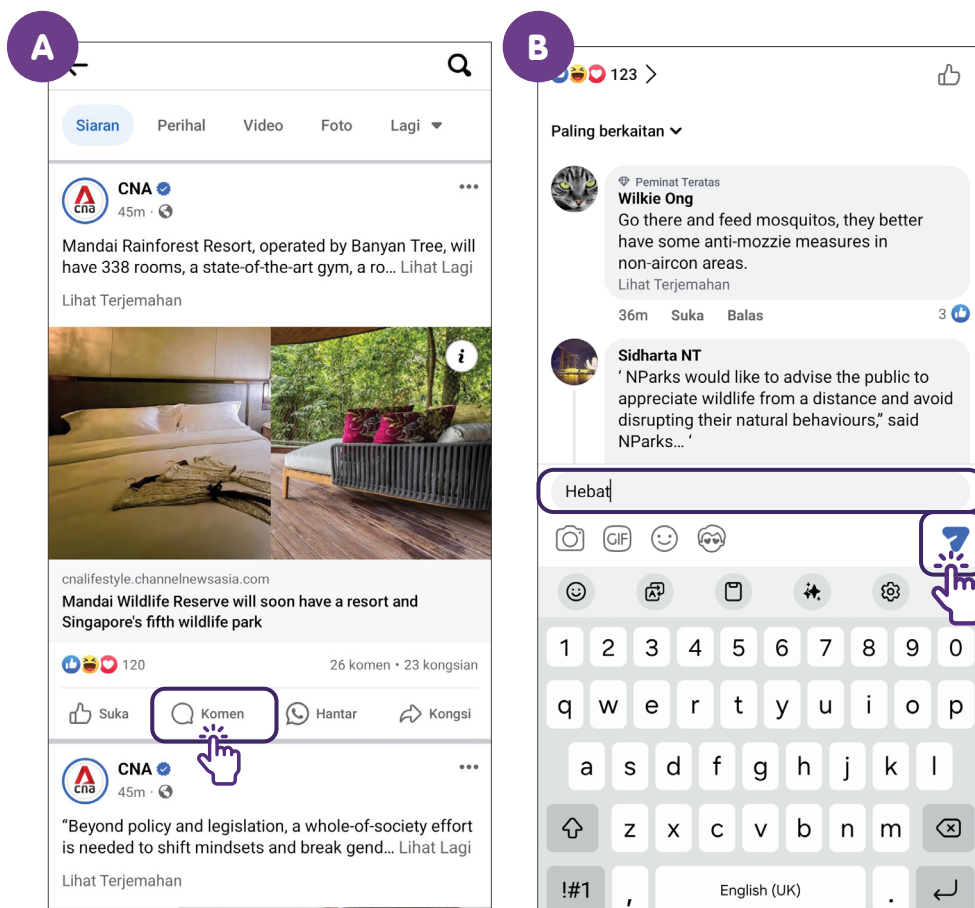 A
Siaran Perihal Video Foto Lagi
CNA
45m ·
Mandai Rainforest Resort, operated by Banyan Tree, will
have 338 rooms, a state-of-the-art gym, a ro... Lihat Lagi
Lihat Terjemahan
i
cnalifestyle.channelnewsasia.com
Mandai Wildlife Reserve will soon have a resort and
Singapore's fifth wildlife park
120 26 komen • 23 kongsian
Suka Komen Hantar Kongsi
cna
CNA
45m ·
“Beyond policy and legislation, a whole-of-society effort
is needed to shift mindsets and break gend... Lihat Lagi
Lihat Terjemahan
B
123
Paling berkaitan
Peminat Teratas
Wilkie Ong
Go there and feed mosquitos, they better
have some anti-mozzie measures in
non-aircon areas.
Lihat Terjemahan
36m Suka Balas 3
Sidharta NT
‘ NParks would like to advise the public to
appreciate wildlife from a distance and avoid
disrupting their natural behaviours,” said
NParks... ‘
Hebat
GIF
1 2 3 4 5 6 7 8 9 0
q w e r t y u i o p
a s d f g h j k l
z x c v b n m
!#1 , English (UK) .